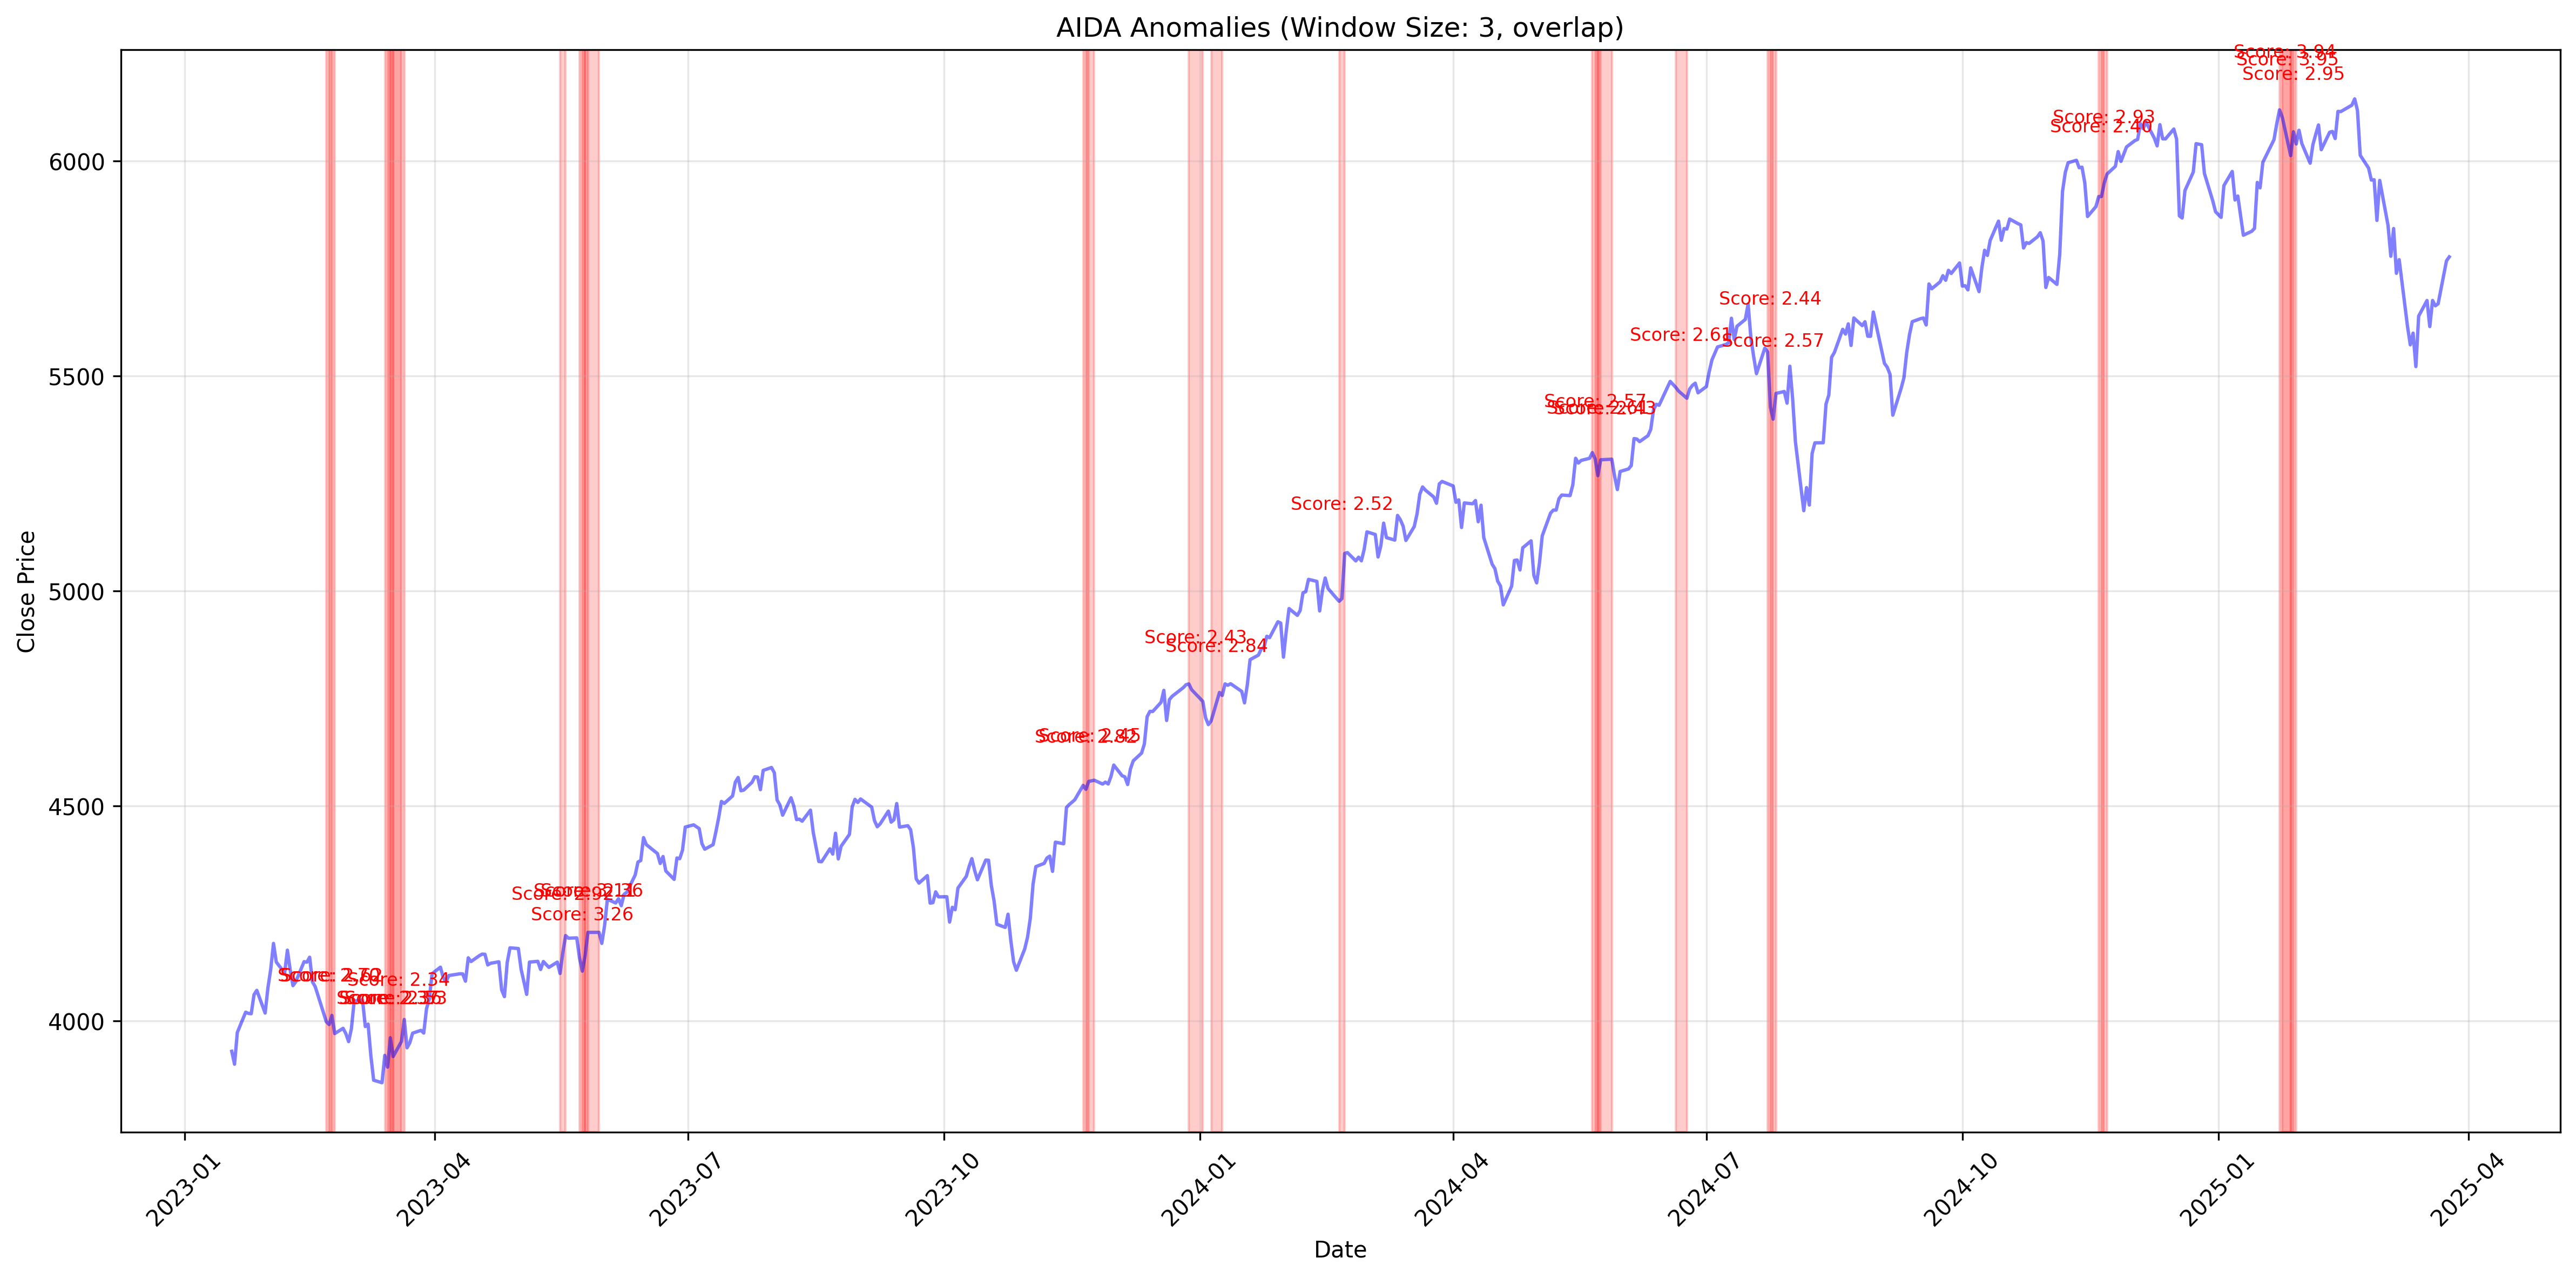 AIDA Anomalies (Window Size: 3, overlap)
Score: 3.94
Score: 3.95
Score: 2.95
Score: 2.93
Score: 2.40
Score: 2.44
Score: 2.61
Score: 2.57
Score: 2.57
Score: 2.52
Score: 2.43
Score: 2.84
Score: 3.26
Score: 2.34
6000
5500
5000
4500
4000
Close Price
2023-01
2023-04
2023-07
2023-10
2024-01
2024-04
2024-07
2024-10
2025-01
2025-04
Date